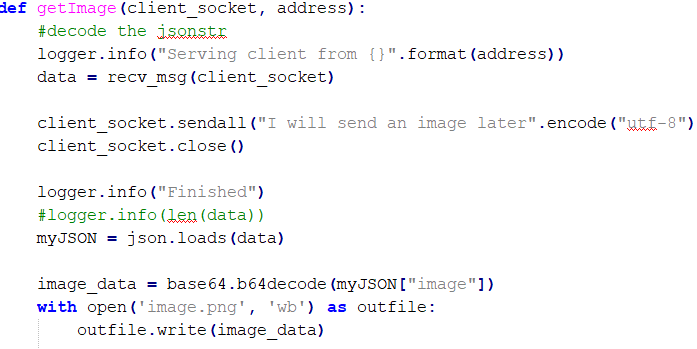 def getImage(client_socket, address):
#decode the jsonstr
logger.info("Serving client from {}".format(address))
data = recv_msg(client_socket)
client_socket.sendall("I will send an image later".encode("utf-8")
client_socket.close()
logger.info("Finished")
#logger.info(len(data))
myJSON = json.loads(data)
image_data = base64.b64decode(myJSON["image"])
with open('image.png', 'wb') as outfile:
outfile.write(image_data)